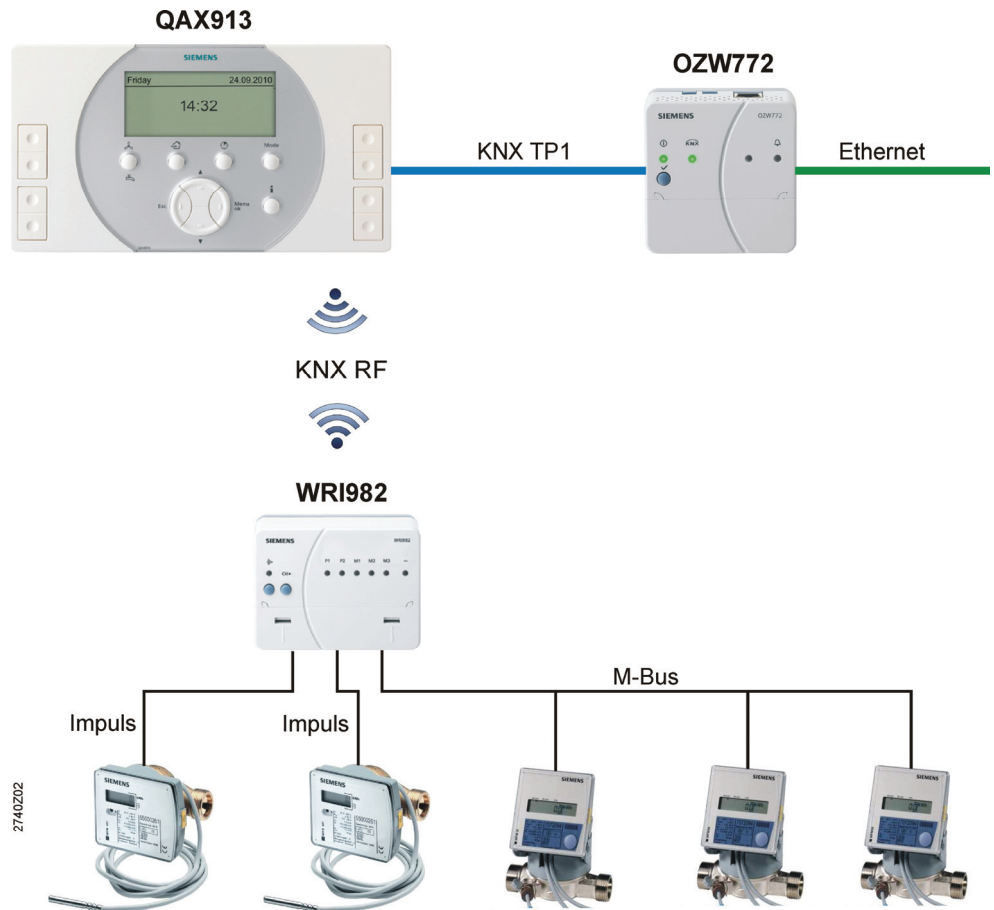 QAX913
SIEMENS
Friday 24.09.2010
14:32
Mode
Esc
Menu
ok
OZW772
SIEMENS OZW772
KNX
KNX TP1
Ethernet
KNX RF
WRI982
SIEMENS WRI982
P1 P2 M1 M2 M3
CH+
M-Bus
Impuls
Impuls
SIEMENS
SIEMENS
SIEMENS
SIEMENS
SIEMENS
2740Z02